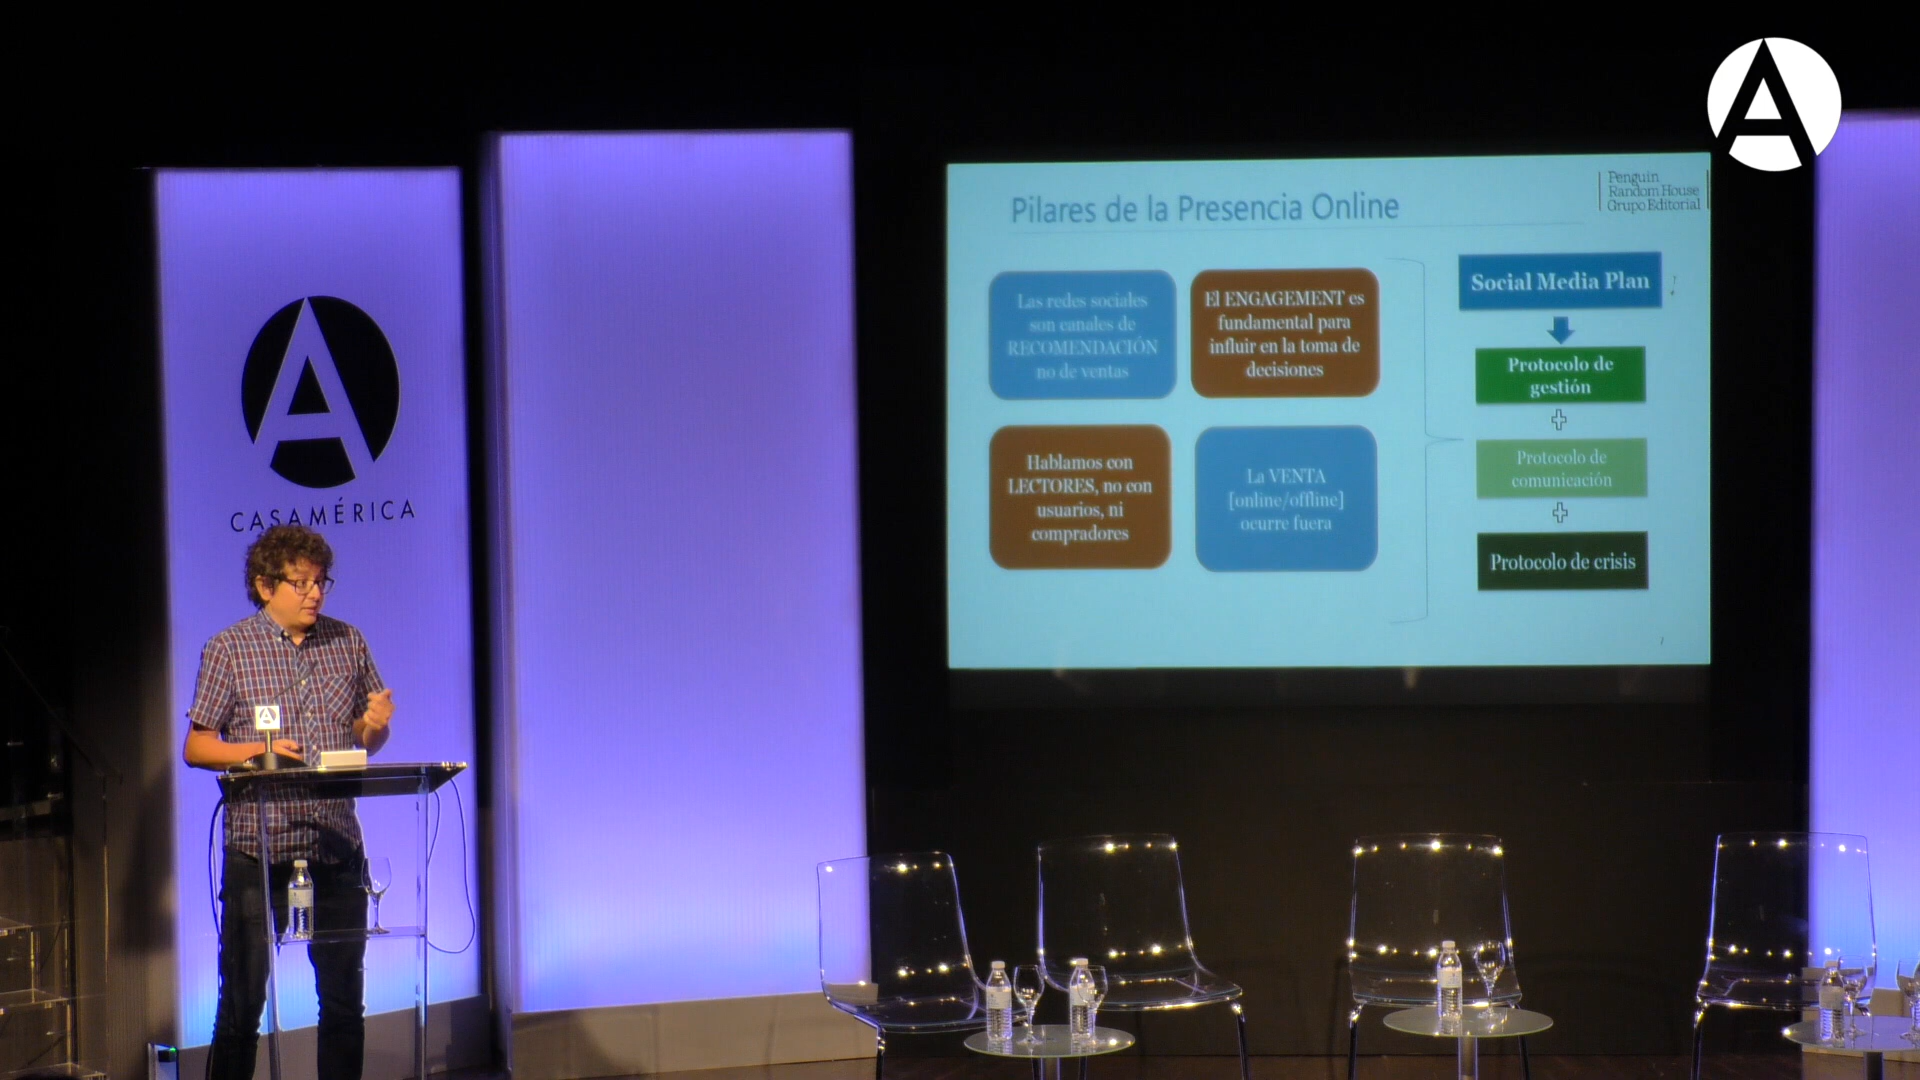 CASAMÉRICA
Pilares de la Presencia Online
Penguin
Random House
Grupo Editorial
Las redes sociales
son canales de
RECOMENDACIÓN
no de ventas
El ENGAGEMENT es
fundamental para
influir en la toma de
decisiones
Hablamos con
LECTORES, no con
usuarios, ni
compradores
La VENTA
[online/offline]
ocurre fuera
Social Media Plan
Protocolo de
gestión
Protocolo de
comunicación
Protocolo de crisis